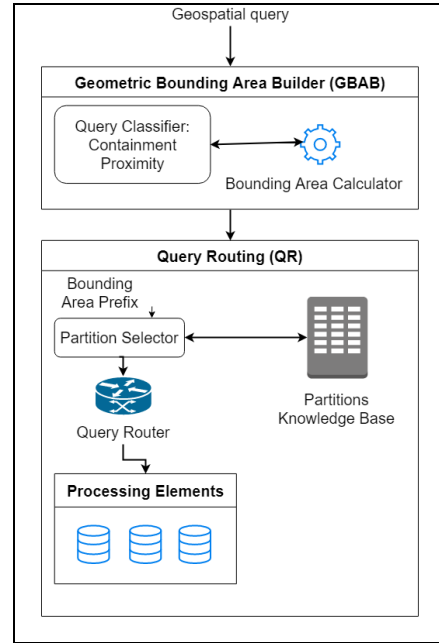 Geospatial query
Geometric Bounding Area Builder (GBAB)
Query Classifier:
Containment
Proximity
Bounding Area Calculator
Query Routing (QR)
Bounding
Area Prefix
Partition Selector
Partitions
Knowledge Base
Query Router
Processing Elements